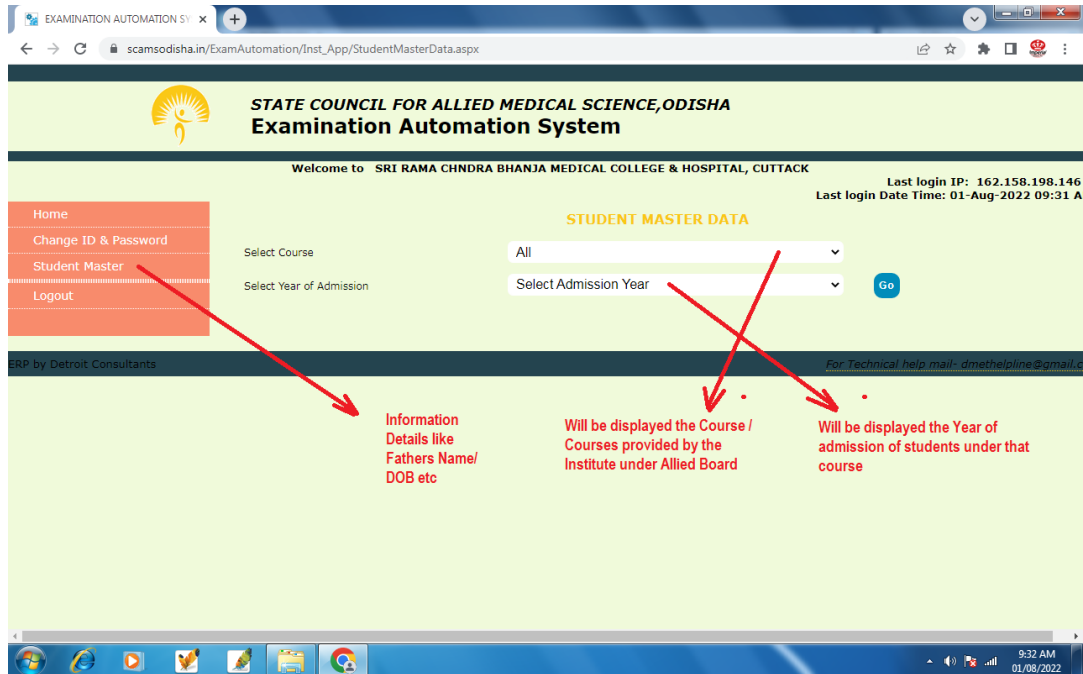 EXAMINATION AUTOMATION SY
scamsodisha.in/ExamAutomation/Inst_App/StudentMasterData.aspx
STATE COUNCIL FOR ALLIED MEDICAL SCIENCE,ODISHA
Examination Automation System
Welcome to SRI RAMA CHNDRA BHANJA MEDICAL COLLEGE & HOSPITAL, CUTTACK
Last login IP: 162.158.198.146
Last login Date Time: 01-Aug-2022 09:31 A
Home
Change ID & Password
Student Master
Logout
STUDENT MASTER DATA
Select Course
All
Select Year of Admission
Select Admission Year
Go
ERP by Detroit Consultants
For Technical help mail- dmethelpline@gmail.c
Information
Details like
Fathers Name/
DOB etc
Will be displayed the Course /
Courses provided by the
Institute under Allied Board
Will be displayed the Year of
admission of students under that
course
9:32 AM
01/08/2022